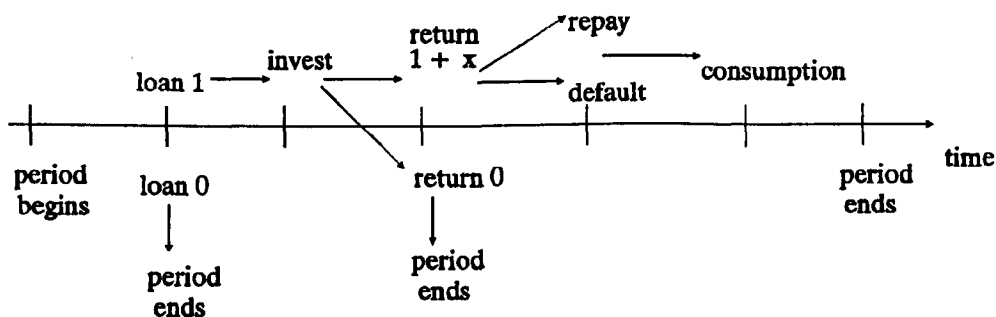 return
repay
invest
1 + x
loan 1
consumption
default
time
period
begins
loan 0
return 0
period
ends
period
ends
period
ends